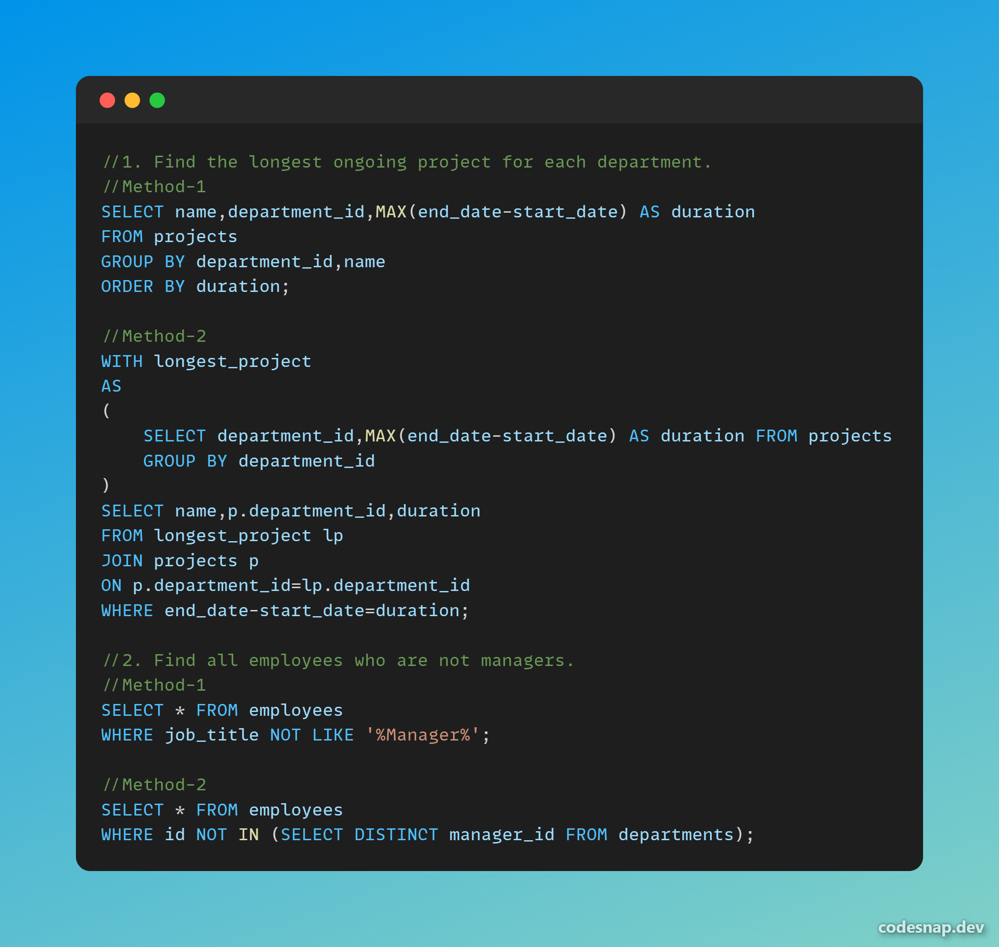 //1. Find the longest ongoing project for each department.
//Method-1
SELECT name,department_id,MAX(end_date-start_date) AS duration
FROM projects
GROUP BY department_id,name
ORDER BY duration;

//Method-2
WITH longest_project
AS
(
    SELECT department_id,MAX(end_date-start_date) AS duration FROM projects
    GROUP BY department_id
)
SELECT name,p.department_id,duration
FROM longest_project lp
JOIN projects p
ON p.department_id=lp.department_id
WHERE end_date-start_date=duration;

//2. Find all employees who are not managers.
//Method-1
SELECT * FROM employees
WHERE job_title NOT LIKE '%Manager%';

//Method-2
SELECT * FROM employees
WHERE id NOT IN (SELECT DISTINCT manager_id FROM departments);
codesnap.dev